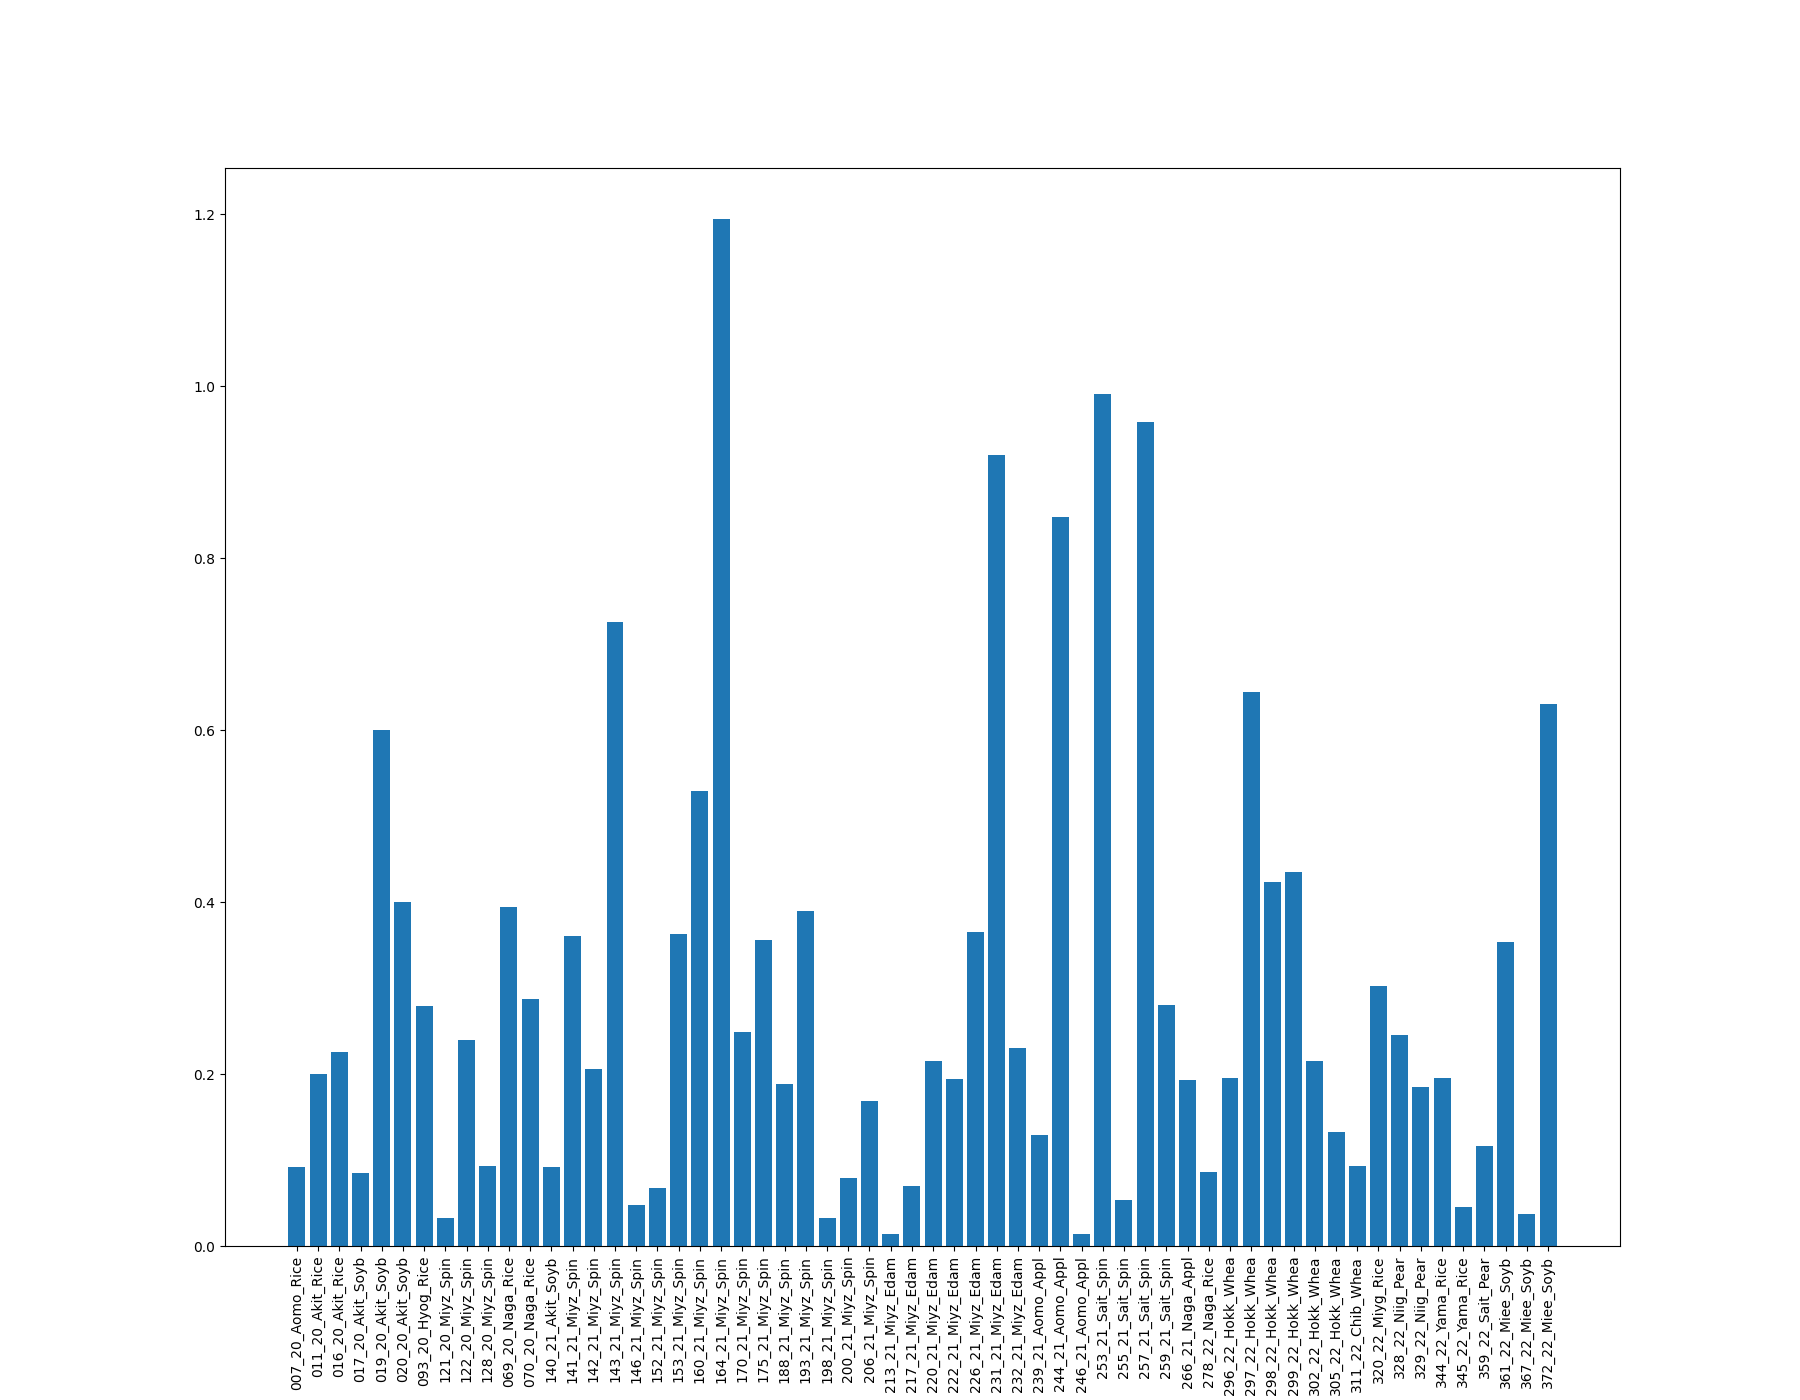 1.2
1.0
0.8
0.6
0.4
0.2
0.0
007_20_Aomo_Rice
011_20_Akit_Rice
016_20_Akit_Rice
017_20_Akit_Soyb
019_20_Akit_Soyb
020_20_Akit_Soyb
093_20_Hyog_Rice
121_20_Miyz_Spin
122_20_Miyz_Spin
128_20_Miyz_Spin
069_20_Naga_Rice
070_20_Naga_Rice
140_21_Akit_Soyb
141_21_Miyz_Spin
142_21_Miyz_Spin
143_21_Miyz_Spin
146_21_Miyz_Spin
152_21_Miyz_Spin
153_21_Miyz_Spin
160_21_Miyz_Spin
164_21_Miyz_Spin
170_21_Miyz_Spin
175_21_Miyz_Spin
188_21_Miyz_Spin
193_21_Miyz_Spin
198_21_Miyz_Spin
200_21_Miyz_Spin
206_21_Miyz_Spin
213_21_Miyz_Edam
217_21_Miyz_Edam
220_21_Miyz_Edam
222_21_Miyz_Edam
226_21_Miyz_Edam
231_21_Miyz_Edam
232_21_Miyz_Edam
239_21_Aomo_Appl
244_21_Aomo_Appl
246_21_Aomo_Appl
253_21_Sait_Spin
255_21_Sait_Spin
257_21_Sait_Spin
259_21_Sait_Spin
266_21_Naga_Appl
278_22_Naga_Rice
296_22_Hokk_Whea
297_22_Hokk_Whea
298_22_Hokk_Whea
299_22_Hokk_Whea
302_22_Hokk_Whea
305_22_Hokk_Whea
311_22_Chib_Whea
320_22_Miyg_Rice
328_22_Niig_Pear
329_22_Niig_Pear
344_22_Yama_Rice
345_22_Yama_Rice
359_22_Sait_Pear
361_22_Miee_Soyb
367_22_Miee_Soyb
372_22_Miee_Soyb